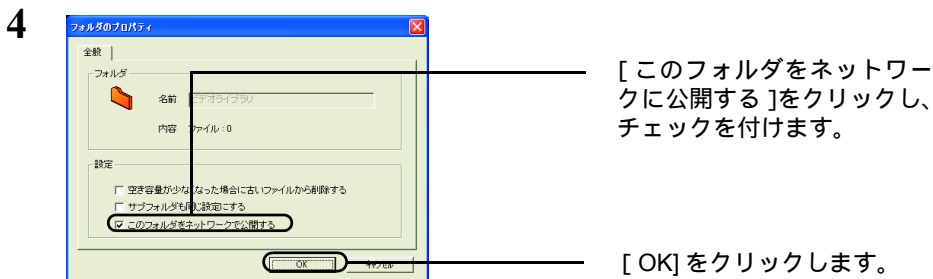 4
フォルダのプロパティ
全般
フォルダ
名前 ビデオライブラリ
内容 ファイル:0
設定
空き容量が少なくなった場合に古いファイルから削除する
サブフォルダも同じ設定にする
このフォルダをネットワークで公開する
OK キャンセル
[ このフォルダをネットワー
クに公開する ]をクリックし、
チェックを付けます。
[ OK] をクリックします。